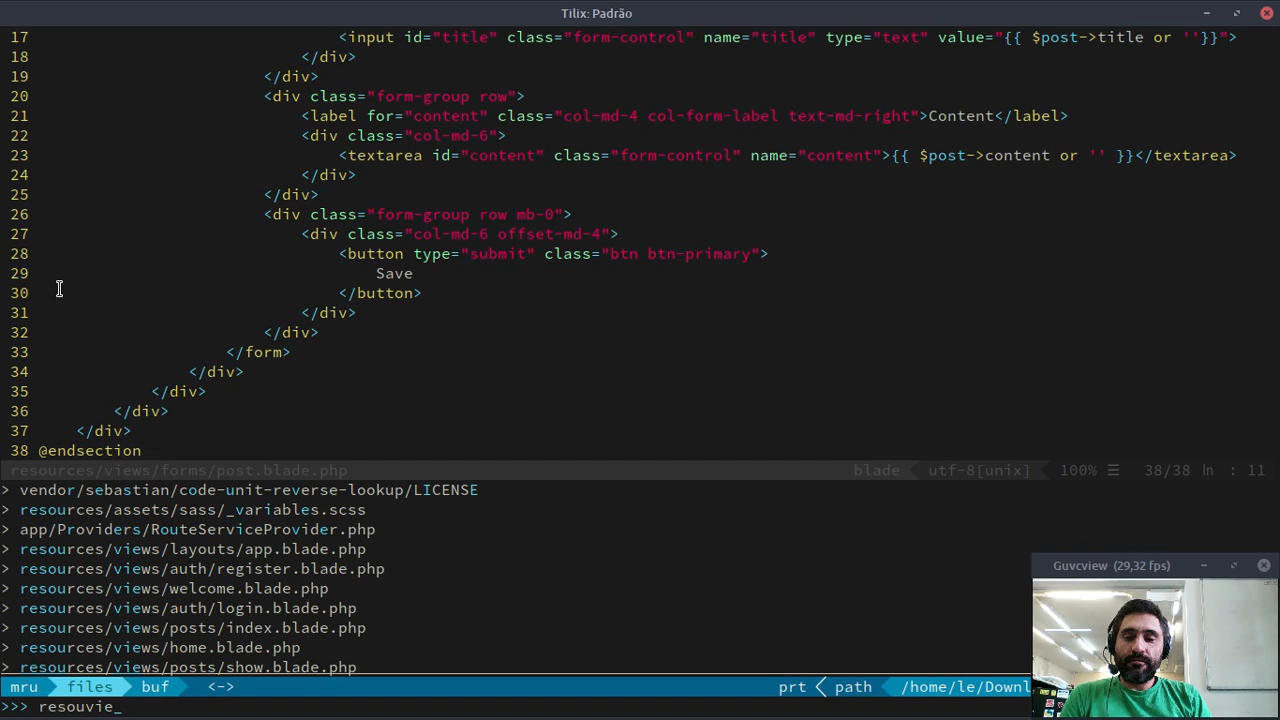 Tilix: Padrão
17 <input id="title" class="form-control" name="title" type="text" value="{{ $post->title or ''}}">
18 </div>
19 </div>
20 <div class="form-group row">
21 <label for="content" class="col-md-4 col-form-label text-md-right">Content</label>
22 <div class="col-md-6">
23 <textarea id="content" class="form-control" name="content">{{ $post->content or '' }}</textarea>
24 </div>
25 </div>
26 <div class="form-group row mb-0">
27 <div class="col-md-6 offset-md-4">
28 <button type="submit" class="btn btn-primary">
29 Save
30 </button>
31 </div>
32 </div>
33 </form>
34 </div>
35 </div>
36 </div>
37 </div>
38 @endsection
resources/views/forms/post.blade.php blade utf-8[unix] 100% ☰ 38/38 ln : 11
> vendor/sebastian/code-unit-reverse-lookup/LICENSE
> resources/assets/sass/_variables.scss
> app/Providers/RouteServiceProvider.php
> resources/views/layouts/app.blade.php
> resources/views/auth/register.blade.php
> resources/views/welcome.blade.php
> resources/views/auth/login.blade.php
> resources/views/posts/index.blade.php
> resources/views/home.blade.php
> resources/views/posts/show.blade.php
mru files buf <-> prt path /home/le/Downl
>>> resouvie_
Guvcview (29,32 fps)